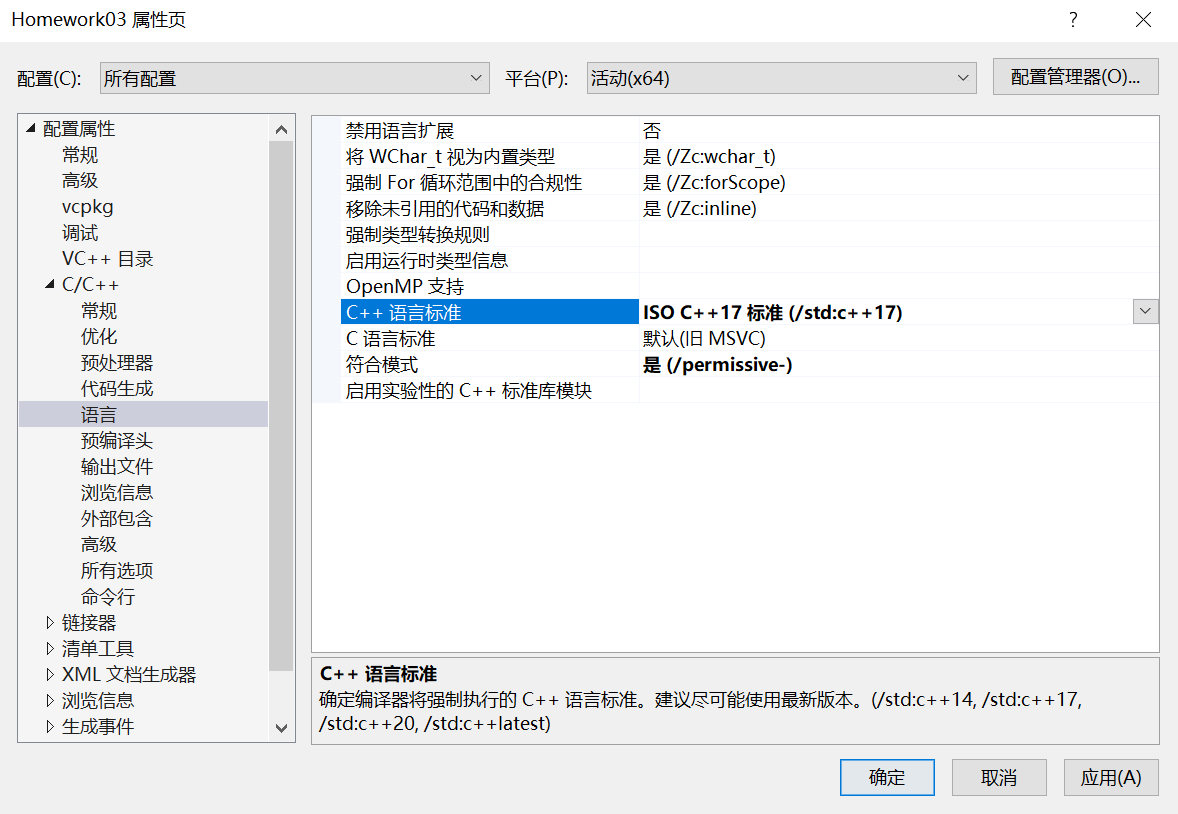 Homework03 属性页
配置(C): 所有配置 平台(P): 活动(x64) 配置管理器(O)...
配置属性
常规
高级
vcpkg
调试
VC++ 目录
C/C++
常规
优化
预处理器
代码生成
语言
预编译头
输出文件
浏览信息
外部包含
高级
所有选项
命令行
链接器
清单工具
XML 文档生成器
浏览信息
生成事件
禁用语言扩展 否
将 WChar_t 视为内置类型 是 (/Zc:wchar_t)
强制 For 循环范围中的合规性 是 (/Zc:forScope)
移除未引用的代码和数据 是 (/Zc:inline)
强制类型转换规则
启用运行时类型信息
OpenMP 支持
C++ 语言标准 ISO C++17 标准 (/std:c++17)
C 语言标准 默认(旧 MSVC)
符合模式 是 (/permissive-)
启用实验性的 C++ 标准库模块
C++ 语言标准
确定编译器将强制执行的 C++ 语言标准。建议尽可能使用最新版本。(/std:c++14, /std:c++17,
/std:c++20, /std:c++latest)
确定 取消 应用(A)